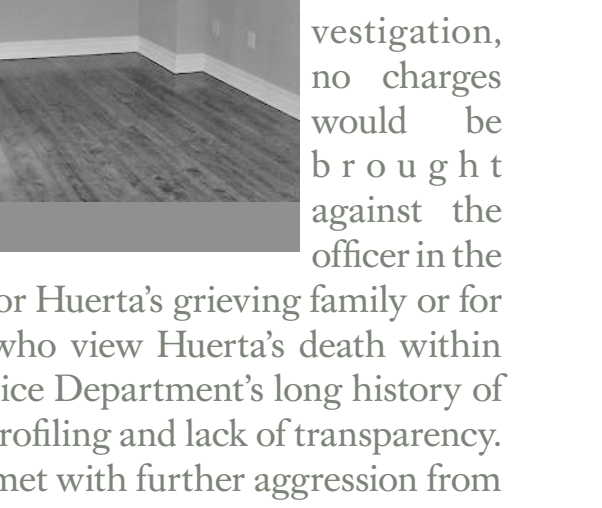 vestigation,
no charges
would be
brought
against the
officer in the
or Huerta’s grieving family or for
who view Huerta’s death within
ice Department’s long history of
rofiling and lack of transparency.
met with further aggression from